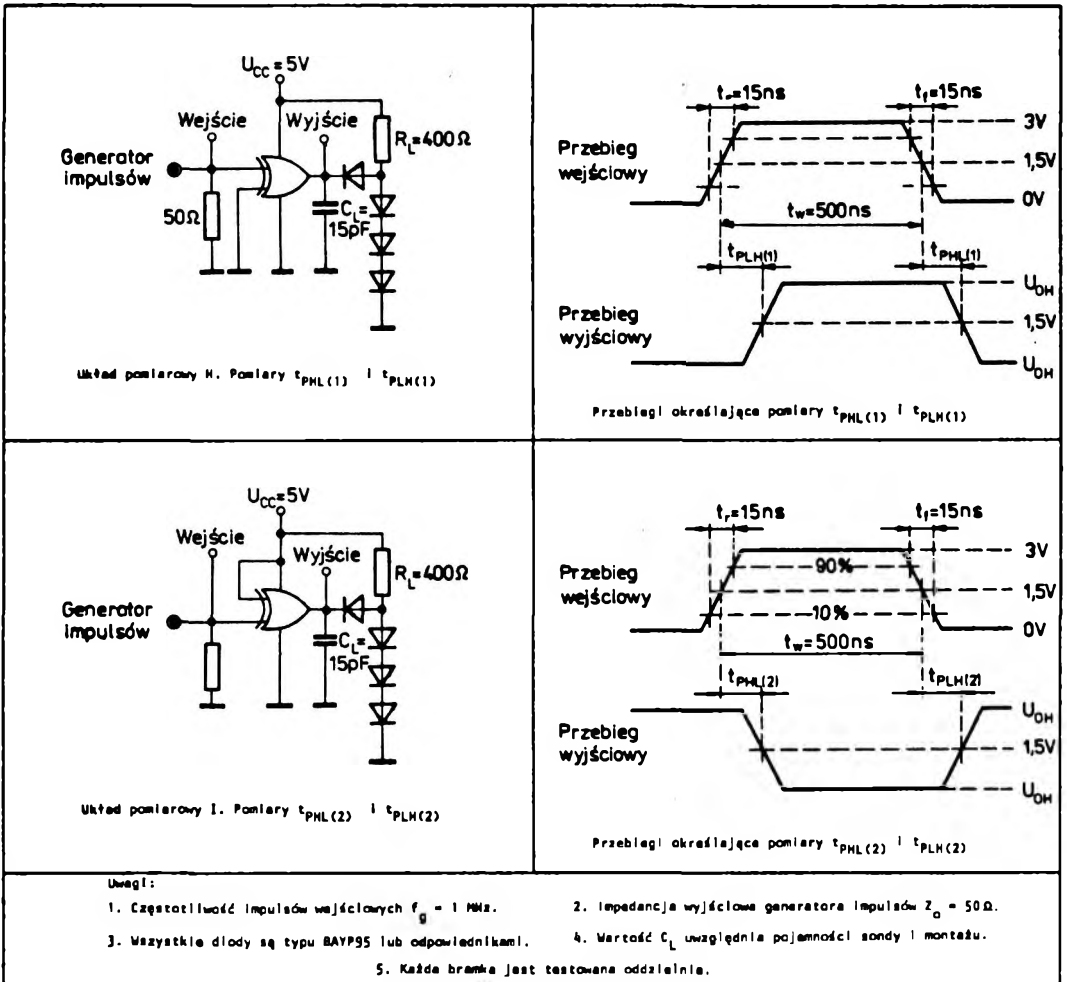 U_CC=5V
Wejście
Wyjście
R_L=400Ω
Generator
impulsów
50Ω
C_L=
15pF
Układ pomiarowy H. Pomiary t_PHL(1) i t_PLH(1)
t_r=15ns
t_f=15ns
3V
Przebieg
wejściowy
1,5V
0V
t_w=500ns
t_PLH(1)
t_PHL(1)
U_OH
Przebieg
wyjściowy
1,5V
U_OH
Przebiegi określające pomiary t_PHL(1) i t_PLH(1)
U_CC=5V
Wejście
Wyjście
R_L=400Ω
Generator
impulsów
C_L=
15pF
Układ pomiarowy I. Pomiary t_PHL(2) i t_PLH(2)
t_r=15ns
t_f=15ns
3V
90%
Przebieg
wejściowy
1,5V
10%
0V
t_w=500ns
t_PHL(2)
t_PLH(2)
U_OH
Przebieg
wyjściowy
1,5V
U_OH
Przebiegi określające pomiary t_PHL(2) i t_PLH(2)
Uwagi:
1. Częstotliwość impulsów wejściowych f_g = 1 MHz.
2. Impedancja wyjściowa generatora impulsów Z_o = 50Ω.
3. Wszystkie diody są typu BAYP95 lub odpowiednikami.
4. Wartość C_L uwzględnia pojemności sondy i montażu.
5. Każda bramka jest testowana oddzielnie.